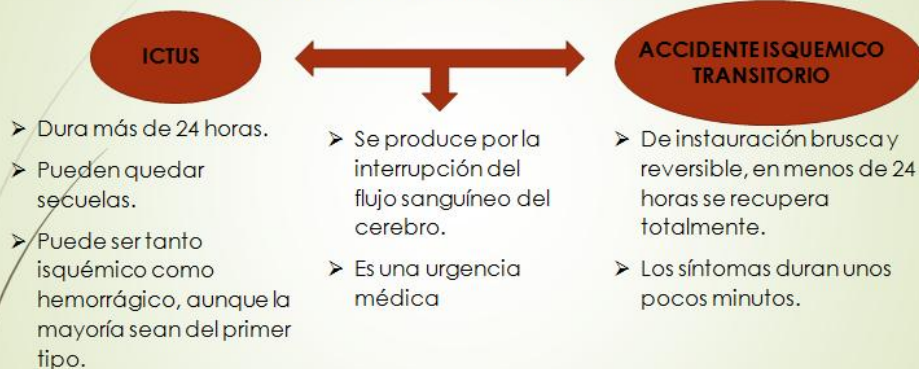 ICTUS
Dura más de 24 horas.
Pueden quedar
secuelas.
Puede ser tanto
isquémico como
hemorrágico, aunque la
mayoría sean del primer
tipo.
Se produce por la
interrupción del
flujo sanguíneo del
cerebro.
Es una urgencia
médica
ACCIDENTE ISQUEMICO
TRANSITORIO
De instauración brusca y
reversible, en menos de 24
horas se recupera
totalmente.
Los síntomas duran unos
pocos minutos.